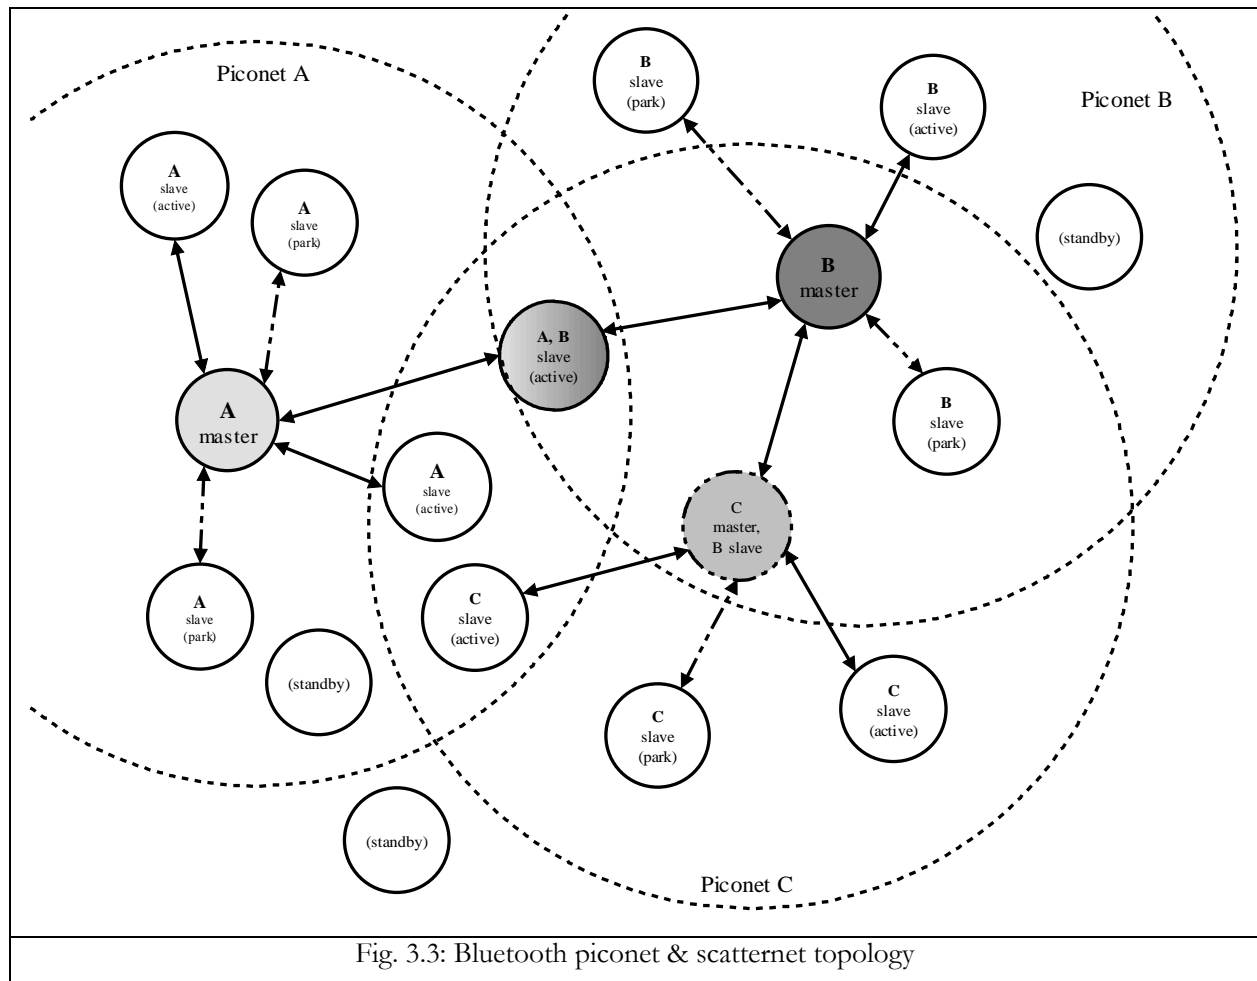 Piconet A
B
slave
(park)
B
slave
(active)
Piconet B
A
slave
(active)
A
slave
(park)
(standby)
B
master
A, B
slave
(active)
A
master
B
slave
(park)
A
slave
(active)
C
master,
B slave
A
slave
(park)
C
slave
(active)
(standby)
C
slave
(park)
C
slave
(active)
(standby)
Piconet C
Fig. 3.3: Bluetooth piconet & scatternet topology